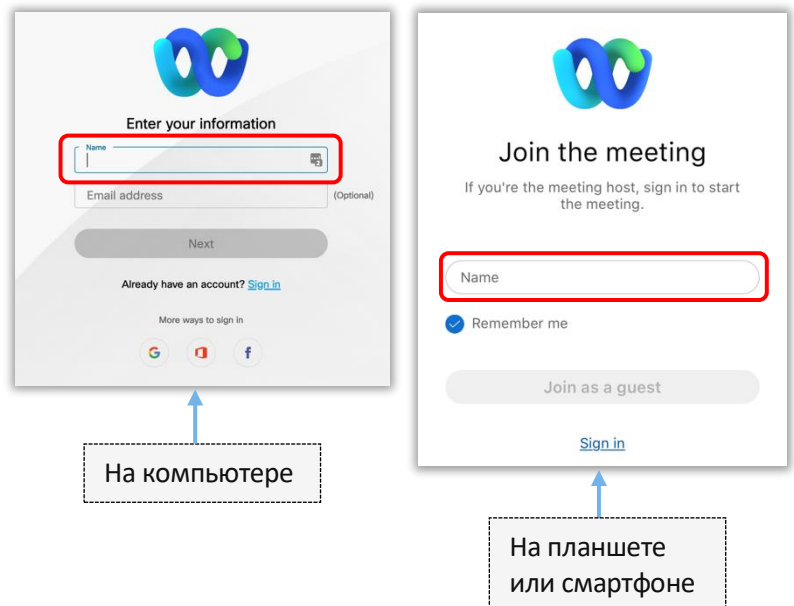 Enter your information
Name
Email address
(Optional)
Next
Already have an account? Sign in
More ways to sign in
На компьютере
Join the meeting
If you're the meeting host, sign in to start
the meeting.
Name
Remember me
Join as a guest
Sign in
На планшете
или смартфоне